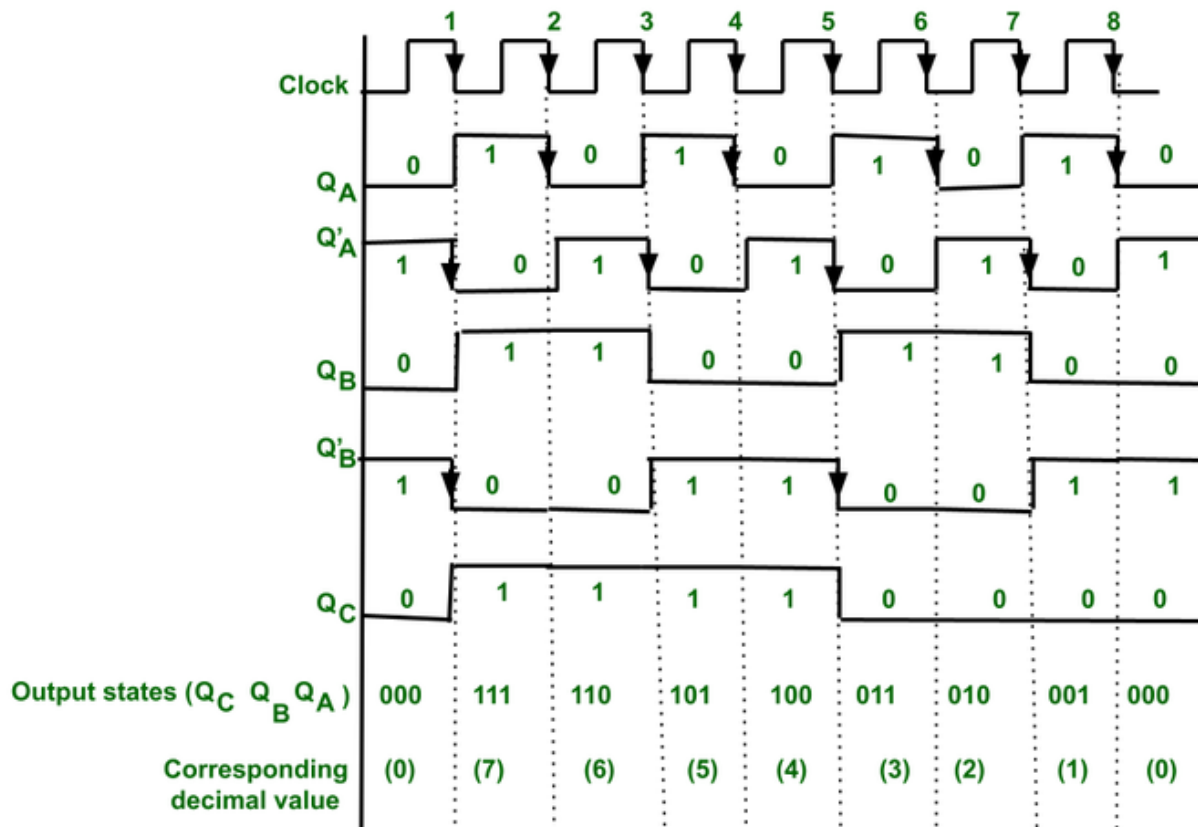 1 2 3 4 5 6 7 8
Clock
0 1 0 1 0 1 0 1 0
QA
Q'A
1 0 1 0 1 0 1 0 1
QB
0 1 1 0 0 1 1 0 0
Q'B
1 0 0 1 1 0 0 1 1
QC
0 1 1 1 1 0 0 0 0
Output states (QC QB QA) 000 111 110 101 100 011 010 001 000
Corresponding (0) (7) (6) (5) (4) (3) (2) (1) (0)
decimal value